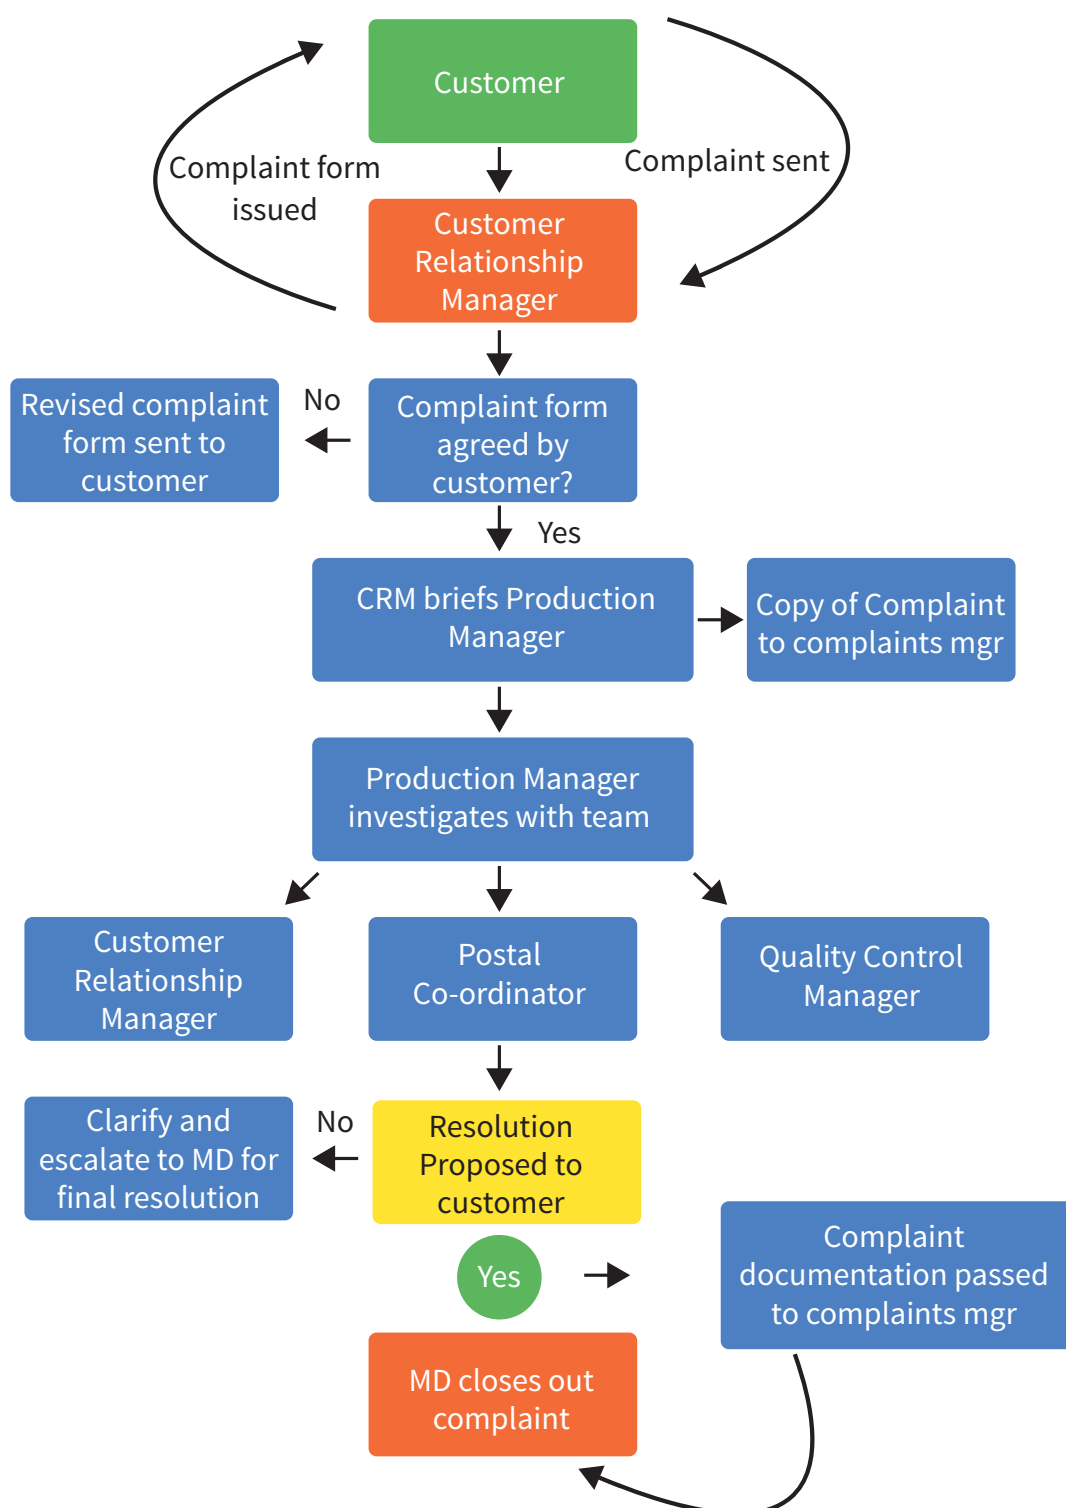 Customer
Complaint form
issued
Complaint sent
Customer
Relationship
Manager
Revised complaint
form sent to
customer
No
Complaint form
agreed by
customer?
Yes
CRM briefs Production
Manager
Copy of Complaint
to complaints mgr
Production Manager
investigates with team
Customer
Relationship
Manager
Postal
Co-ordinator
Quality Control
Manager
Clarify and
escalate to MD for
final resolution
No
Resolution
Proposed to
customer
Yes
Complaint
documentation passed
to complaints mgr
MD closes out
complaint